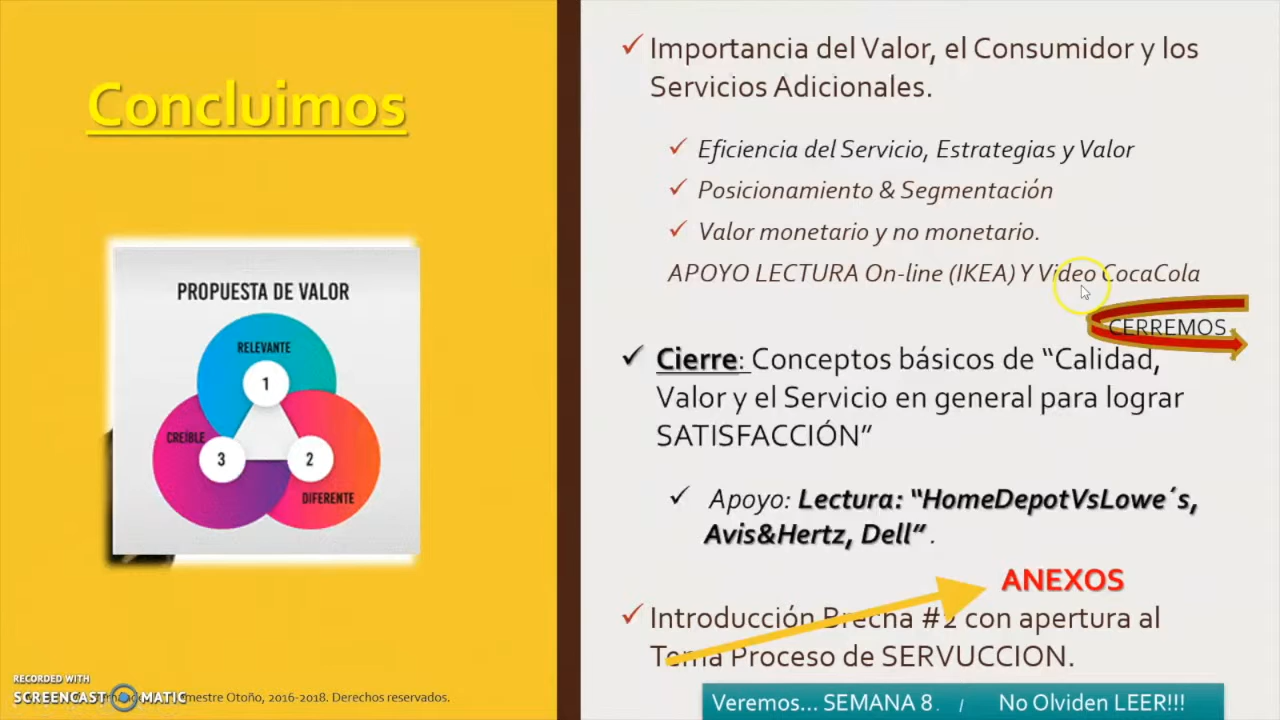 Concluimos
PROPUESTA DE VALOR
RELEVANTE
1
CREÍBLE
3
2
DIFERENTE
Importancia del Valor, el Consumidor y los
Servicios Adicionales.
Eficiencia del Servicio, Estrategias y Valor
Posicionamiento & Segmentación
Valor monetario y no monetario.
APOYO LECTURA On-line (IKEA) Y Video CocaCola
CERREMOS
Cierre: Conceptos básicos de “Calidad,
Valor y el Servicio en general para lograr
SATISFACCIÓN”
Apoyo: Lectura: “HomeDepotVsLowe´s,
Avis&Hertz, Dell” .
ANEXOS
Introducción Brecha #2 con apertura al
Tema Proceso de SERVUCCION.
Veremos... SEMANA 8 . / No Olviden LEER!!!
RECORDED WITH
SCREENCAST MATIC
Otoño, 2016-2018. Derechos reservados.